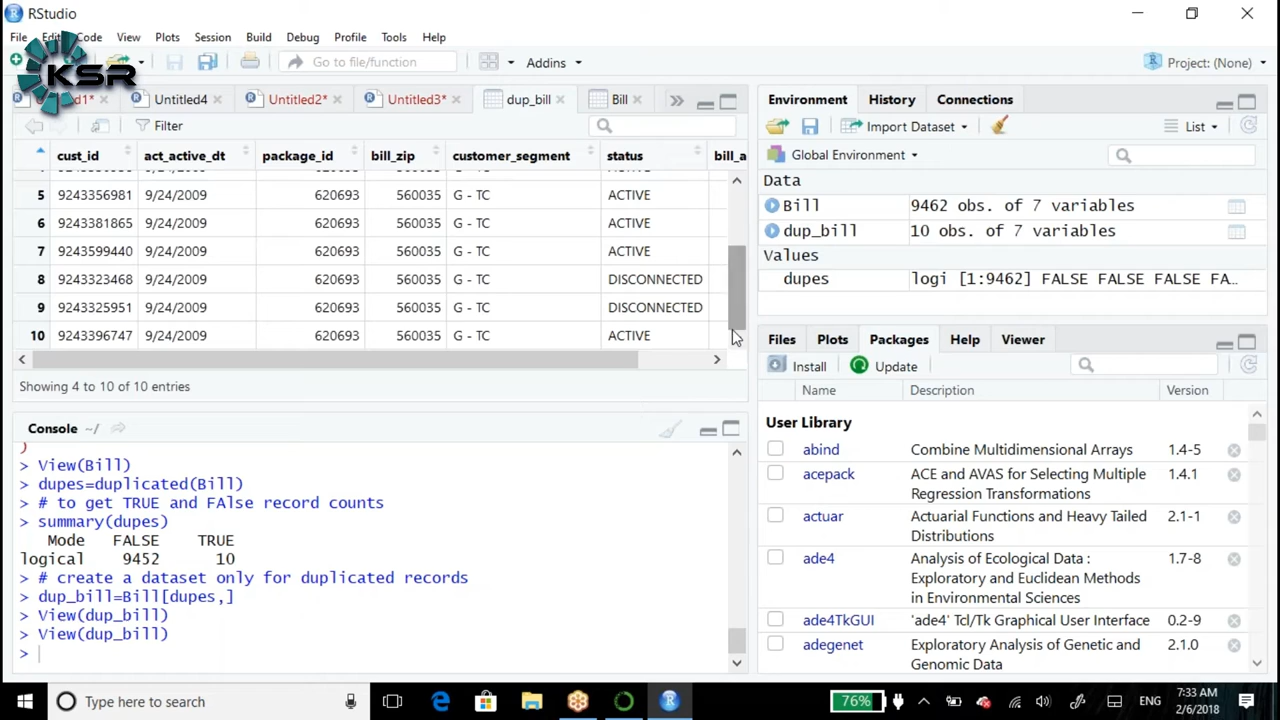 RStudio
File Edit Code View Plots Session Build Debug Profile Tools Help
KSR
Go to file/function
Addins
Project: (None)
Untitled4
Untitled2*
Untitled3*
dup_bill
Bill
Filter
cust_id act_active_dt package_id bill_zip customer_segment status bill_a
5 9243356981 9/24/2009 620693 560035 G - TC ACTIVE
6 9243381865 9/24/2009 620693 560035 G - TC ACTIVE
7 9243599440 9/24/2009 620693 560035 G - TC ACTIVE
8 9243323468 9/24/2009 620693 560035 G - TC DISCONNECTED
9 9243325951 9/24/2009 620693 560035 G - TC DISCONNECTED
10 9243396747 9/24/2009 620693 560035 G - TC ACTIVE
Showing 4 to 10 of 10 entries
Console ~/
)
> View(Bill)
> dupes=duplicated(Bill)
> # to get TRUE and FAlse record counts
> summary(dupes)
Mode FALSE TRUE
logical 9452 10
> # create a dataset only for duplicated records
> dup_bill=Bill[dupes,]
> View(dup_bill)
> View(dup_bill)
>
Environment History Connections
Import Dataset
List
Global Environment
Data
Bill 9462 obs. of 7 variables
dup_bill 10 obs. of 7 variables
Values
dupes logi [1:9462] FALSE FALSE FALSE FA...
Files Plots Packages Help Viewer
Install Update
Name Description Version
User Library
abind Combine Multidimensional Arrays 1.4-5
acepack ACE and AVAS for Selecting Multiple 1.4.1
Regression Transformations
actuar Actuarial Functions and Heavy Tailed 2.1-1
Distributions
ade4 Analysis of Ecological Data : 1.7-8
Exploratory and Euclidean Methods
in Environmental Sciences
ade4TkGUI 'ade4' Tcl/Tk Graphical User Interface 0.2-9
adegenet Exploratory Analysis of Genetic and 2.1.0
Genomic Data
Type here to search
76%
ENG
7:33 AM
2/6/2018